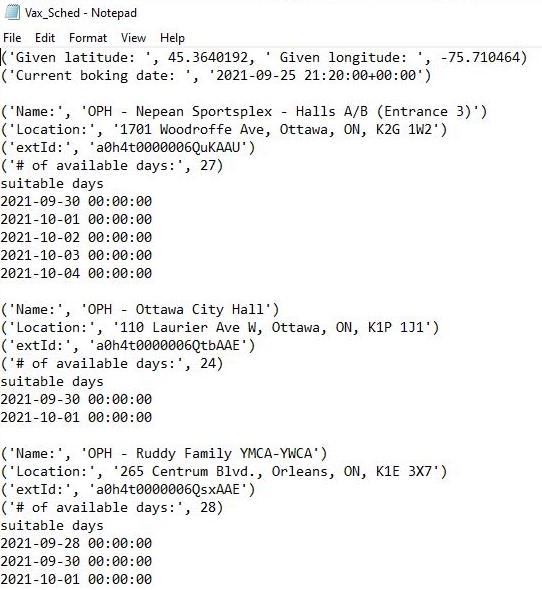 Vax_Sched - Notepad
File Edit Format View Help
('Given latitude: ', 45.3640192, ' Given longitude: ', -75.710464)
('Current boking date: ', '2021-09-25 21:20:00+00:00')
('Name:', 'OPH - Nepean Sportsplex - Halls A/B (Entrance 3)')
('Location:', '1701 Woodroffe Ave, Ottawa, ON, K2G 1W2')
('extId:', 'a0h4t0000006QuKAAU')
('# of available days:', 27)
suitable days
2021-09-30 00:00:00
2021-10-01 00:00:00
2021-10-02 00:00:00
2021-10-03 00:00:00
2021-10-04 00:00:00
('Name:', 'OPH - Ottawa City Hall')
('Location:', '110 Laurier Ave W, Ottawa, ON, K1P 1J1')
('extId:', 'a0h4t0000006QtbAAE')
('# of available days:', 24)
suitable days
2021-09-30 00:00:00
2021-10-01 00:00:00
('Name:', 'OPH - Ruddy Family YMCA-YWCA')
('Location:', '265 Centrum Blvd., Orleans, ON, K1E 3X7')
('extId:', 'a0h4t0000006QsxAAE')
('# of available days:', 28)
suitable days
2021-09-28 00:00:00
2021-09-30 00:00:00
2021-10-01 00:00:00